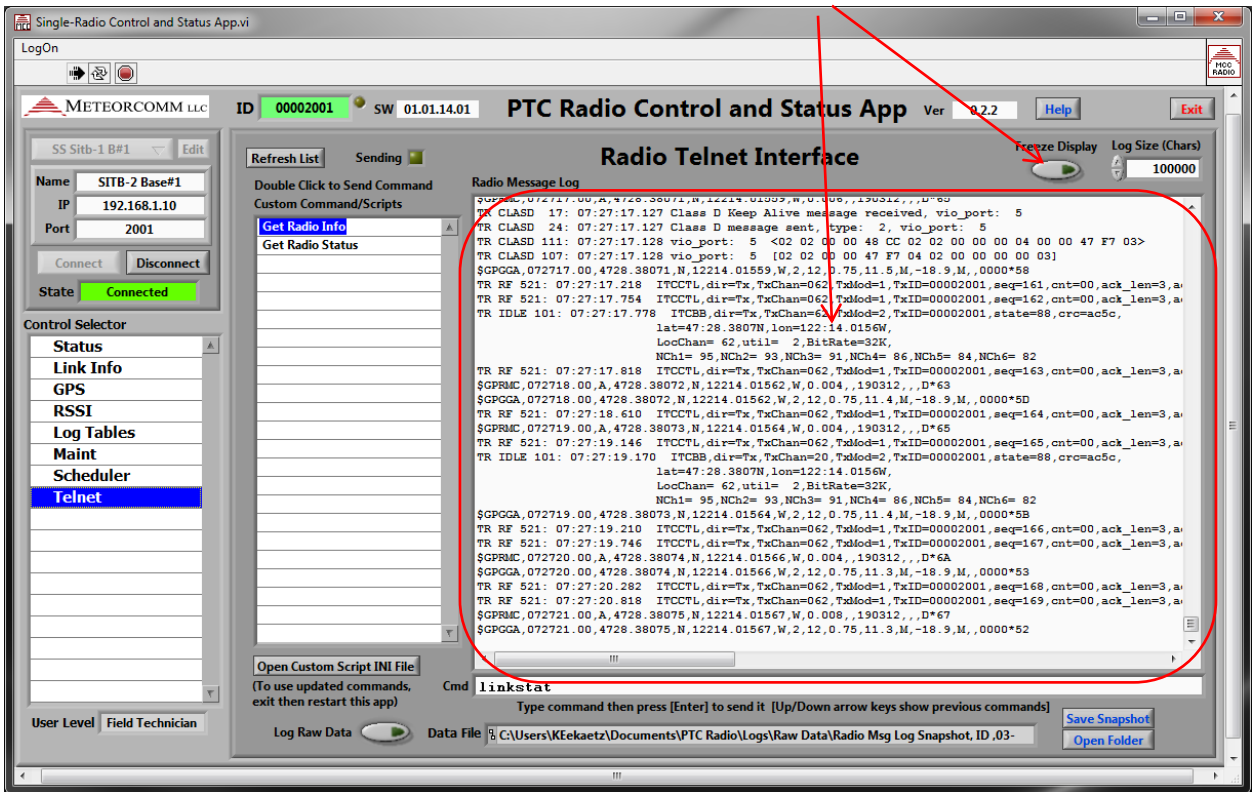 Single-Radio Control and Status App.vi
LogOn
MCC
RADIO
METEORCOMM LLC
ID 00002001 SW 01.01.14.01 PTC Radio Control and Status App Ver 0.2.2 Help Exit
SS Sitb-1 B#1 Edit
Name SITB-2 Base#1
IP 192.168.1.10
Port 2001
Connect Disconnect
State Connected
Control Selector
Status
Link Info
GPS
RSSI
Log Tables
Maint
Scheduler
Telnet
User Level Field Technician
Refresh List Sending Radio Telnet Interface Freeze Display Log Size (Chars)
100000
Double Click to Send Command
Custom Command/Scripts
Get Radio Info
Get Radio Status
Open Custom Script INI File
(To use updated commands,
exit then restart this app)
Radio Message Log
$GPRMC,072717.00,A,4728.38071,N,12214.01559,W,0.008,,190312,,,D*65
TR CLASD 17: 07:27:17.127 Class D Keep Alive message received, vio_port: 5
TR CLASD 24: 07:27:17.127 Class D message sent, type: 2, vio_port: 5
TR CLASD 111: 07:27:17.128 vio_port: 5 <02 02 00 00 48 CC 02 02 00 00 00 04 00 00 47 F7 03>
TR CLASD 107: 07:27:17.128 vio_port: 5 [02 02 00 00 47 F7 04 02 00 00 00 00 03]
$GPGGA,072717.00,4728.38071,N,12214.01559,W,2,12,0.75,11.5,M,-18.9,M,,0000*58
TR RF 521: 07:27:17.218 ITCCTL,dir=Tx,TxChan=062,TxMod=1,TxID=00002001,seq=161,cnt=00,ack_len=3,a
TR RF 521: 07:27:17.754 ITCCTL,dir=Tx,TxChan=062,TxMod=1,TxID=00002001,seq=162,cnt=00,ack_len=3,a
TR IDLE 101: 07:27:17.778 ITCBB,dir=Tx,TxChan=62,TxMod=2,TxID=00002001,state=88,crc=ac5c,
lat=47:28.3807N,lon=122:14.0156W,
LocChan= 62,util= 2,BitRate=32K,
NCh1= 95,NCh2= 93,NCh3= 91,NCh4= 86,NCh5= 84,NCh6= 82
TR RF 521: 07:27:17.818 ITCCTL,dir=Tx,TxChan=062,TxMod=1,TxID=00002001,seq=163,cnt=00,ack_len=3,a
$GPRMC,072718.00,A,4728.38072,N,12214.01562,W,0.004,,190312,,,D*63
$GPGGA,072718.00,4728.38072,N,12214.01562,W,2,12,0.75,11.4,M,-18.9,M,,0000*5D
TR RF 521: 07:27:18.610 ITCCTL,dir=Tx,TxChan=062,TxMod=1,TxID=00002001,seq=164,cnt=00,ack_len=3,a
$GPRMC,072719.00,A,4728.38073,N,12214.01564,W,0.004,,190312,,,D*65
TR RF 521: 07:27:19.146 ITCCTL,dir=Tx,TxChan=062,TxMod=1,TxID=00002001,seq=165,cnt=00,ack_len=3,a
TR IDLE 101: 07:27:19.170 ITCBB,dir=Tx,TxChan=20,TxMod=2,TxID=00002001,state=88,crc=ac5c,
lat=47:28.3807N,lon=122:14.0156W,
LocChan= 62,util= 2,BitRate=32K,
NCh1= 95,NCh2= 93,NCh3= 91,NCh4= 86,NCh5= 84,NCh6= 82
$GPGGA,072719.00,4728.38073,N,12214.01564,W,2,12,0.75,11.4,M,-18.9,M,,0000*5B
TR RF 521: 07:27:19.210 ITCCTL,dir=Tx,TxChan=062,TxMod=1,TxID=00002001,seq=166,cnt=00,ack_len=3,a
TR RF 521: 07:27:19.746 ITCCTL,dir=Tx,TxChan=062,TxMod=1,TxID=00002001,seq=167,cnt=00,ack_len=3,a
$GPRMC,072720.00,A,4728.38074,N,12214.01566,W,0.004,,190312,,,D*6A
$GPGGA,072720.00,4728.38074,N,12214.01566,W,2,12,0.75,11.3,M,-18.9,M,,0000*53
TR RF 521: 07:27:20.282 ITCCTL,dir=Tx,TxChan=062,TxMod=1,TxID=00002001,seq=168,cnt=00,ack_len=3,a
TR RF 521: 07:27:20.818 ITCCTL,dir=Tx,TxChan=062,TxMod=1,TxID=00002001,seq=169,cnt=00,ack_len=3,a
$GPRMC,072721.00,A,4728.38075,N,12214.01567,W,0.008,,190312,,,D*67
$GPGGA,072721.00,4728.38075,N,12214.01567,W,2,12,0.75,11.3,M,-18.9,M,,0000*52
Cmd linkstat
Type command then press [Enter] to send it [Up/Down arrow keys show previous commands]
Log Raw Data Data File C:\Users\KEekaetz\Documents\PTC Radio\Logs\Raw Data\Radio Msg Log Snapshot, ID ,03-
Save Snapshot
Open Folder